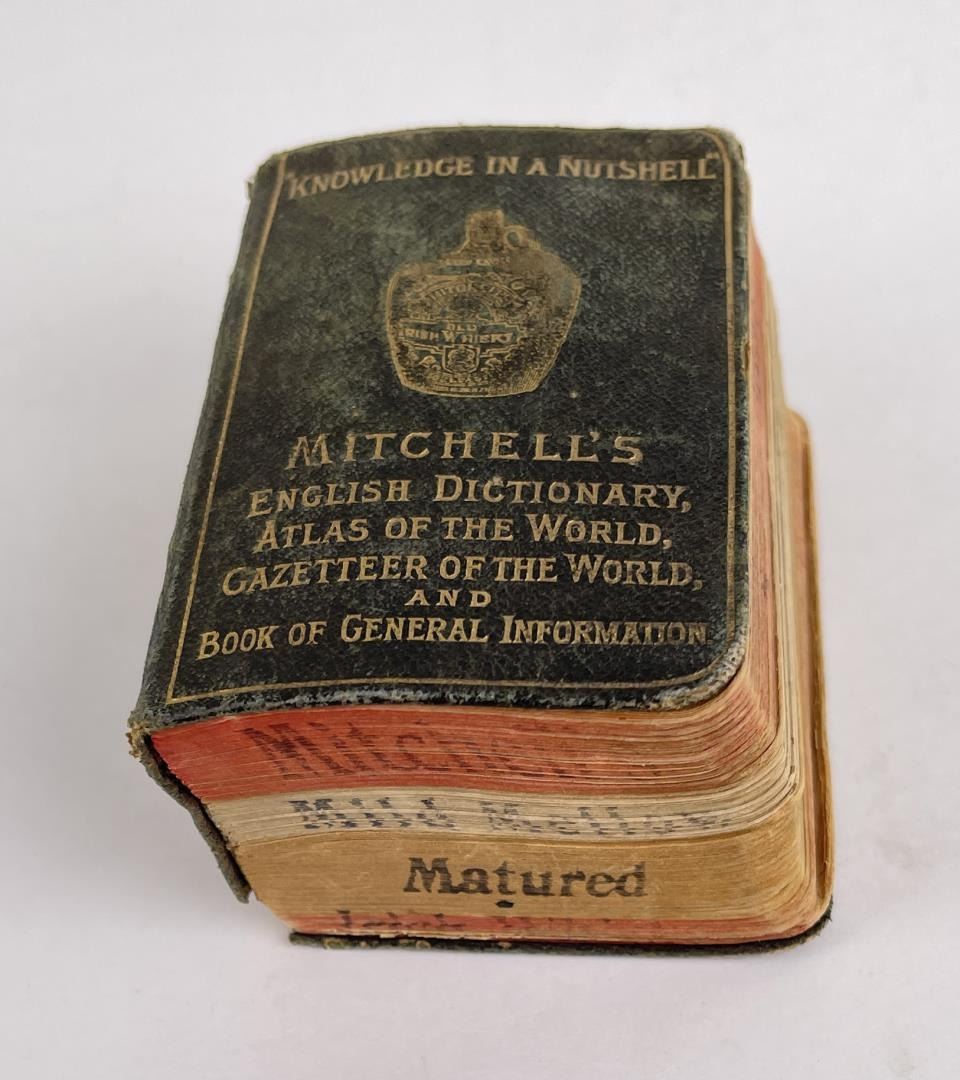 "KNOWLEDGE IN A NUTSHELL"
OLD
IRISH WHISKY
MITCHELL'S
ENGLISH DICTIONARY,
ATLAS OF THE WORLD,
GAZETTEER OF THE WORLD,
AND
BOOK OF GENERAL INFORMATION
Matured